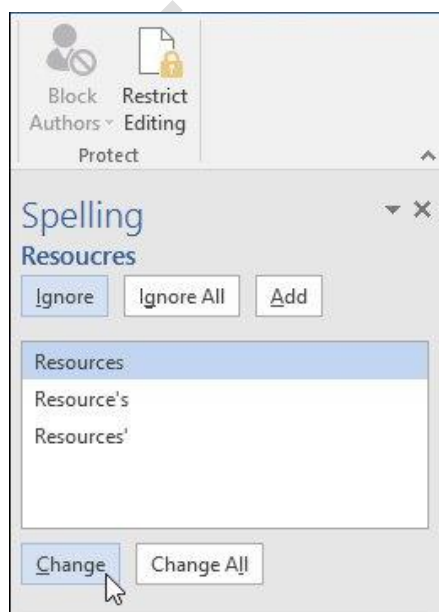 Block Restrict
Authors Editing
Protect
Spelling
Resoucres
Ignore Ignore All Add
Resources
Resource's
Resources'
Change Change All